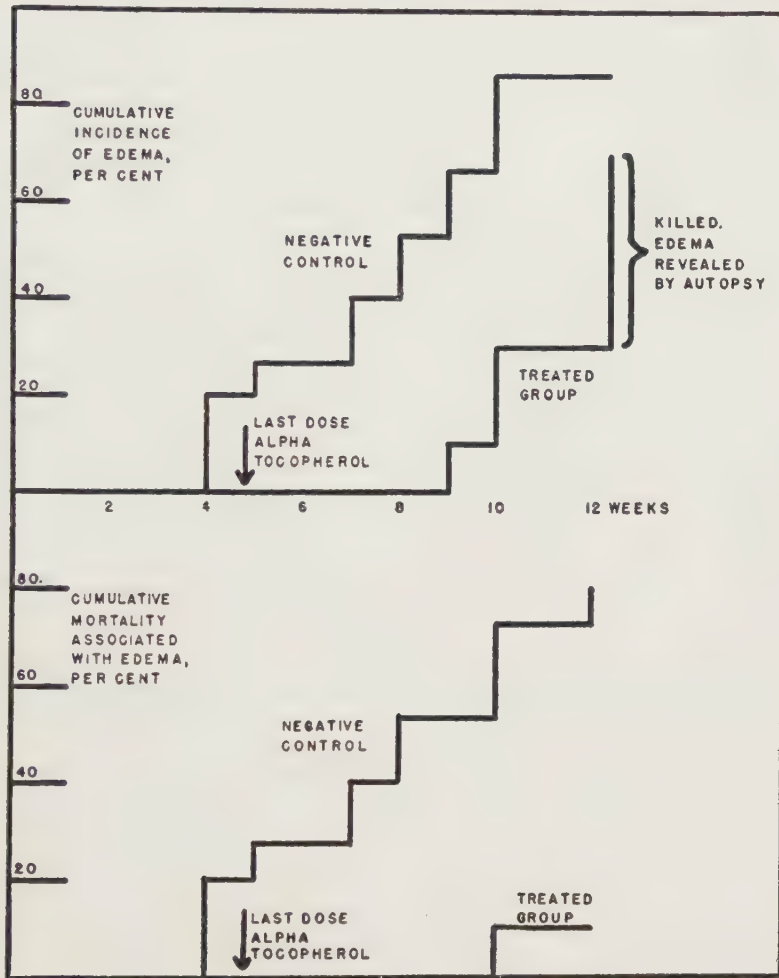 80
CUMULATIVE
INCIDENCE
OF EDEMA,
PER CENT
60
NEGATIVE
CONTROL
KILLED.
EDEMA
REVEALED
BY AUTOPSY
40
20
TREATED
GROUP
LAST DOSE
ALPHA
TOCOPHEROL
2 4 6 8 10 12 WEEKS
80.
CUMULATIVE
MORTALITY
ASSOCIATED
WITH EDEMA,
PER CENT
60
NEGATIVE
CONTROL
40
20
TREATED
GROUP
LAST DOSE
ALPHA
TOCOPHEROL